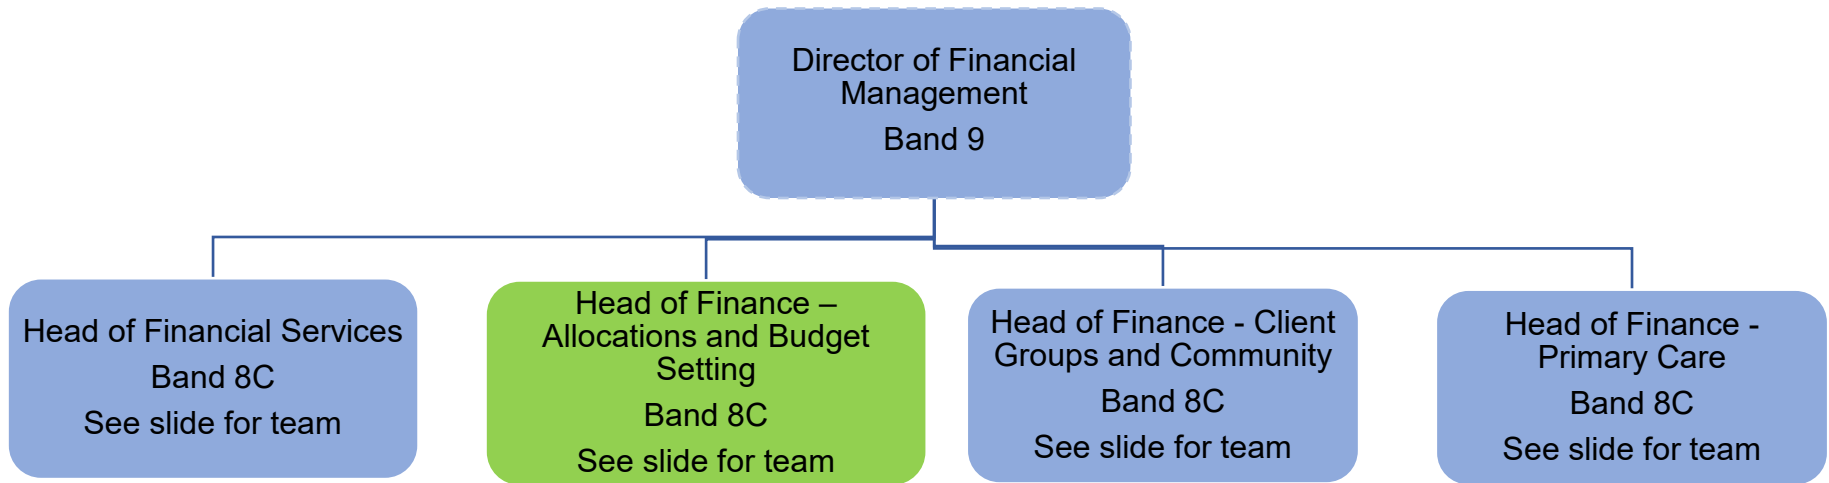 Director of Financial
Management
Band 9
Head of Financial Services
Band 8C
See slide for team
Head of Finance –
Allocations and Budget
Setting
Band 8C
See slide for team
Head of Finance - Client
Groups and Community
Band 8C
See slide for team
Head of Finance -
Primary Care
Band 8C
See slide for team